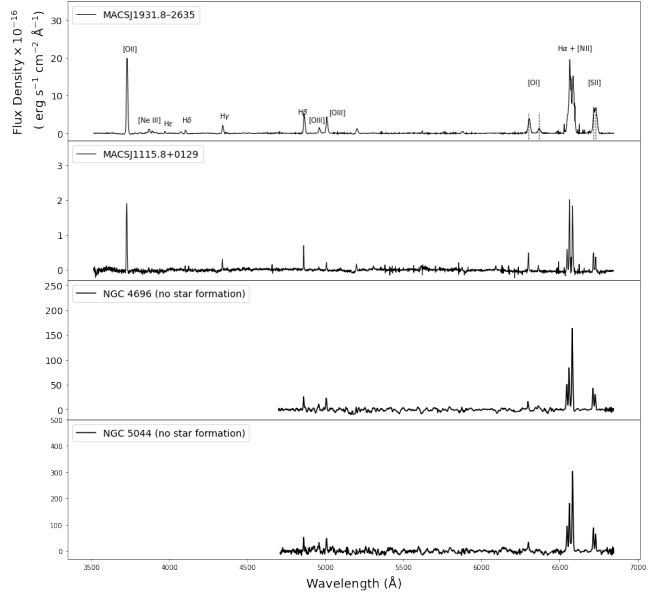 MACSJ1931.8−2635
[OII]
[Ne III]
Hε
Hδ
Hγ
Hβ
[OIII]
[OIII]
[OI]
Hα + [NII]
[SII]
Flux Density × 10⁻¹⁶
( erg s⁻¹ cm⁻² Å⁻¹)
30
20
10
0
MACSJ1115.8+0129
3
2
1
0
NGC 4696 (no star formation)
250
200
150
100
50
0
NGC 5044 (no star formation)
500
400
300
200
100
0
3500 4000 4500 5000 5500 6000 6500 7000
Wavelength (Å)